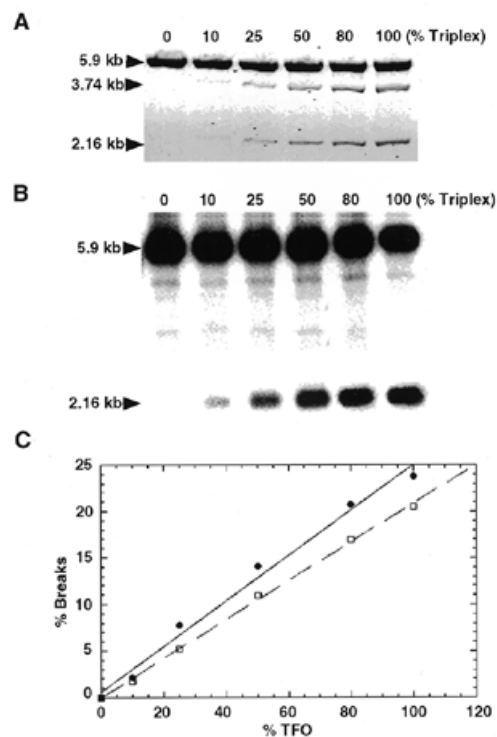 A
0 10 25 50 80 100 (% Triplex)
5.9 kb
3.74 kb
2.16 kb
B
0 10 25 50 80 100 (% Triplex)
5.9 kb
2.16 kb
C
25
20
15
10
5
0
% Breaks
0 20 40 60 80 100 120
% TFO